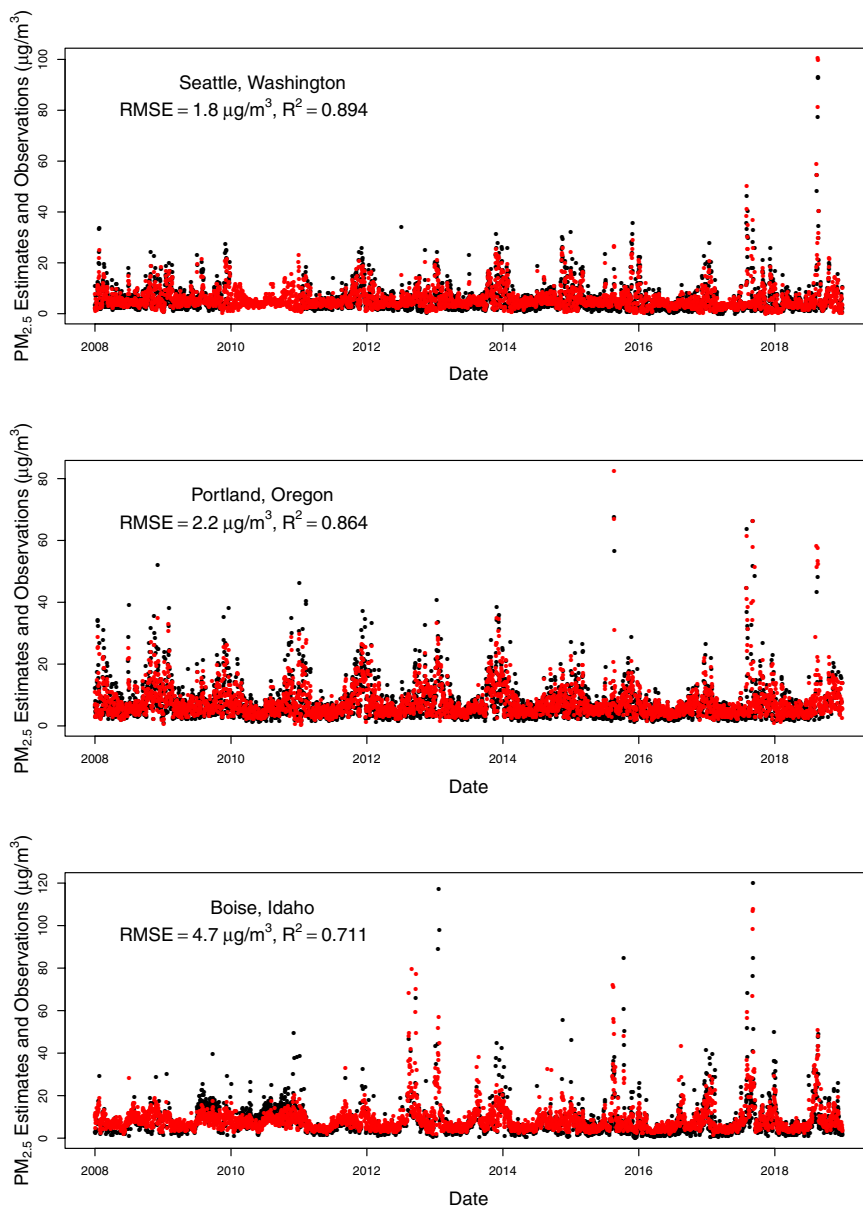 PM2.5 Estimates and Observations (μg/m3)
100
80
60
40
20
0
Seattle, Washington
RMSE = 1.8 μg/m3, R2 = 0.894
2008 2010 2012 2014 2016 2018
Date
PM2.5 Estimates and Observations (μg/m3)
80
60
40
20
0
Portland, Oregon
RMSE = 2.2 μg/m3, R2 = 0.864
2008 2010 2012 2014 2016 2018
Date
PM2.5 Estimates and Observations (μg/m3)
120
100
80
60
40
20
0
Boise, Idaho
RMSE = 4.7 μg/m3, R2 = 0.711
2008 2010 2012 2014 2016 2018
Date